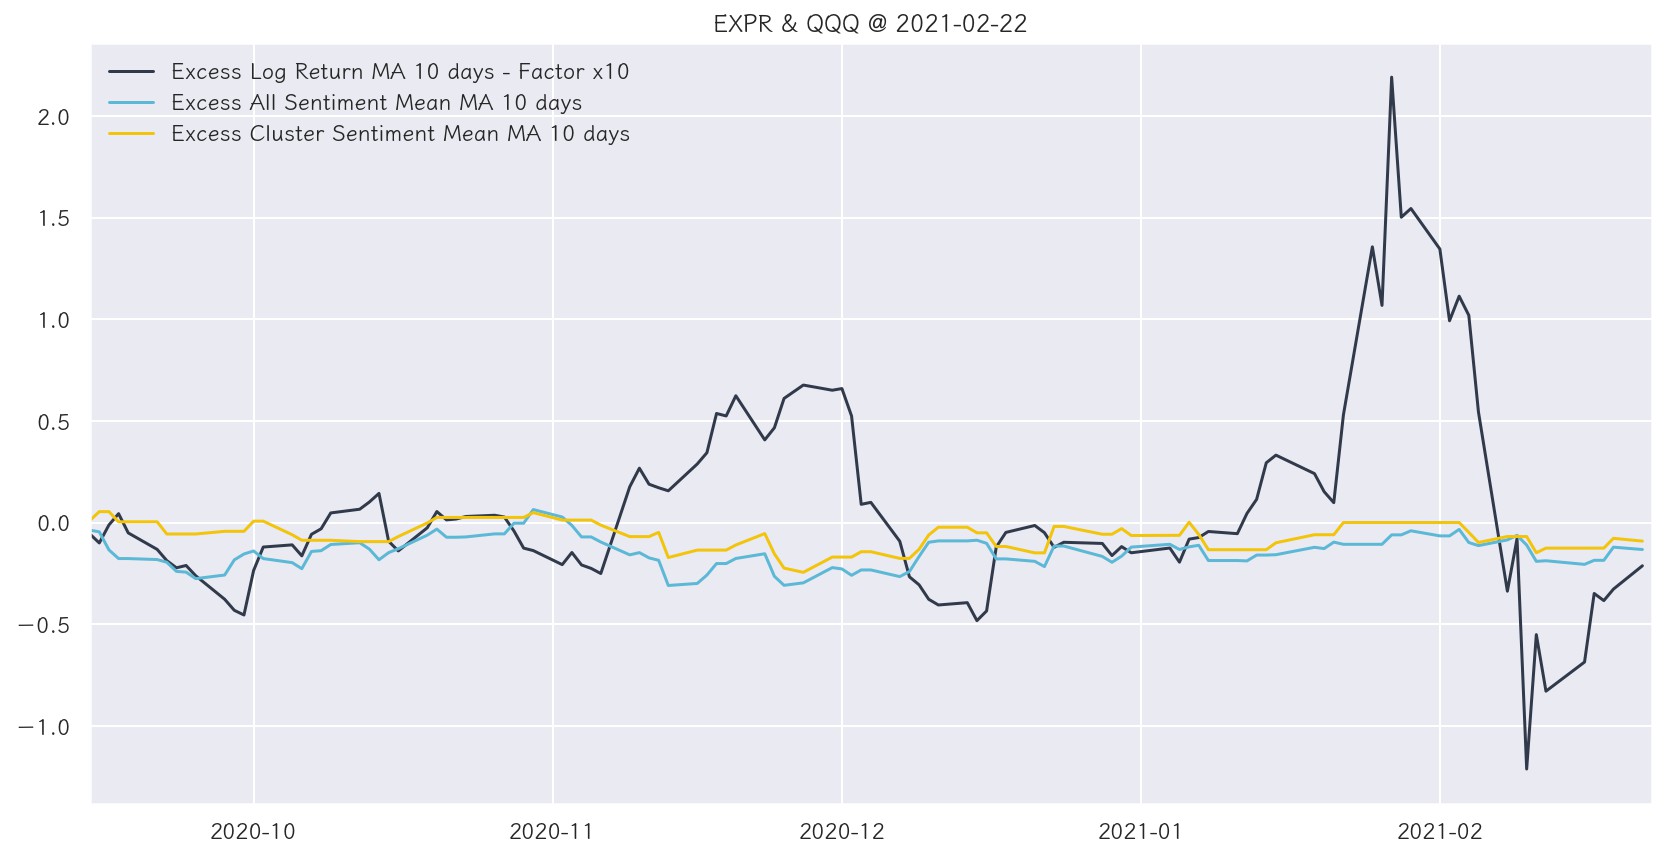 EXPR & QQQ @ 2021-02-22
Excess Log Return MA 10 days - Factor x10
Excess All Sentiment Mean MA 10 days
Excess Cluster Sentiment Mean MA 10 days
2.0
1.5
1.0
0.5
0.0
−0.5
−1.0
2020-10 2020-11 2020-12 2021-01 2021-02